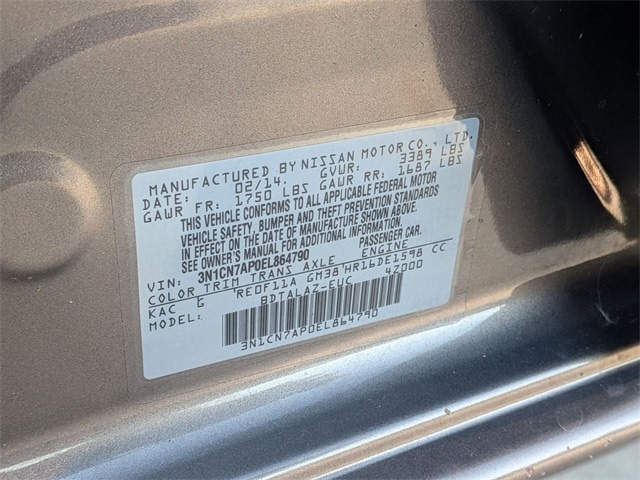 MANUFACTURED BY NISSAN MOTOR CO., LTD.
DATE: 02/14. GVWR: 3389 LBS
GAWR FR: 1750 LBS GAWR RR: 1687 LBS
THIS VEHICLE CONFORMS TO ALL APPLICABLE FEDERAL MOTOR
VEHICLE SAFETY, BUMPER AND THEFT PREVENTION STANDARDS
IN EFFECT ON THE DATE OF MANUFACTURE SHOWN ABOVE.
SEE OWNER'S MANUAL FOR LOADING PASSENGER CAR.
VIN: 3N1CN7AP0EL864790
COLOR TRIM TRANS AXLE ENGINE
KAC G RE0F11A GM38 HR16DE1598 CC
MODEL: BDTALAZ-EUC 4Z000
3N1CN7AP0EL864790